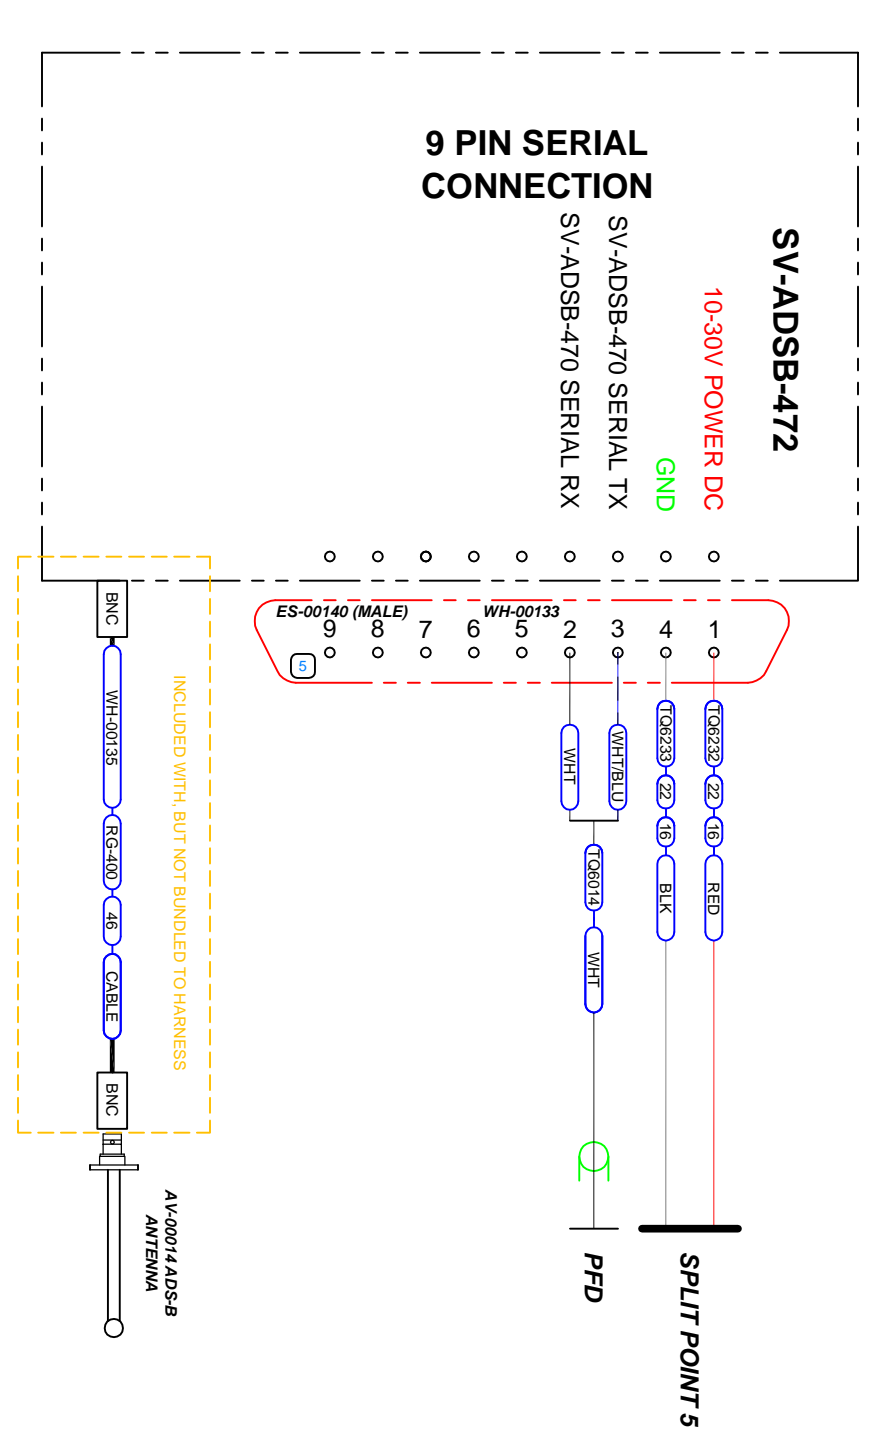 9 PIN SERIAL
CONNECTION
SV-ADSB-472
10-30V POWER DC
GND
SV-ADSB-470 SERIAL TX
SV-ADSB-470 SERIAL RX
ES-00140 (MALE)
WH-00133
9 8 7 6 5 2 3 4 1
5
TQ6232 22 16 RED
TQ6233 22 16 BLK
WHT/BLU
WHT
TQ6014 WHT
SPLIT POINT 5
PFD
INCLUDED WITH, BUT NOT BUNDLED TO HARNESS
BNC
WH-00135 RG-400 46 CABLE
BNC
AV-00014 ADS-B
ANTENNA